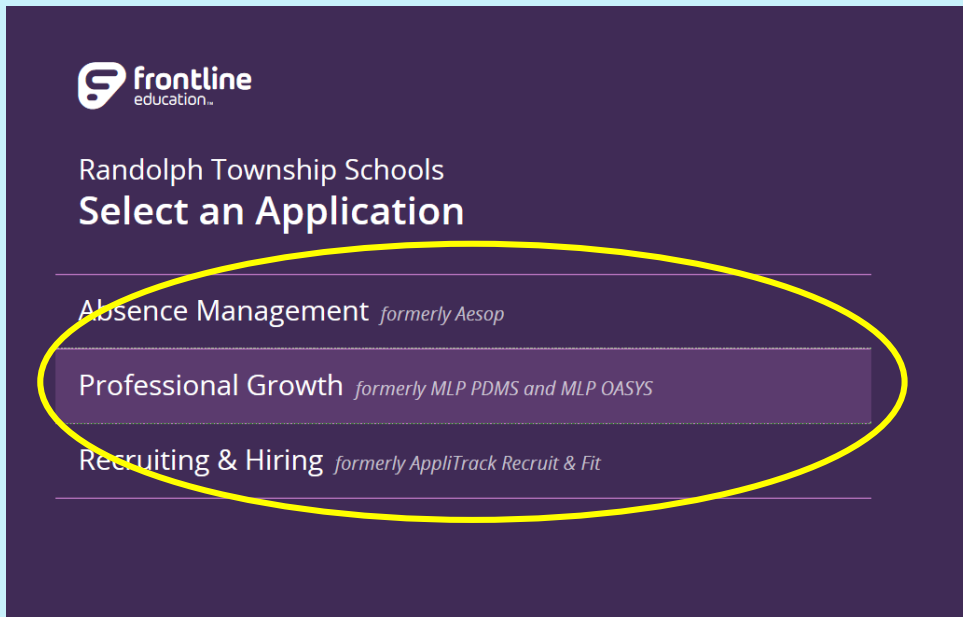 frontline
education™
Randolph Township Schools
Select an Application
Absence Management formerly Aesop
Professional Growth formerly MLP PDMS and MLP OASYS
Recruiting & Hiring formerly AppliTrack Recruit & Fit